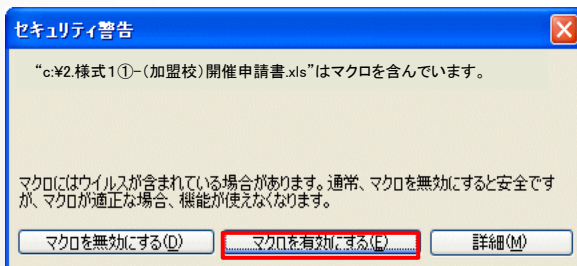 セキュリティ警告
“c:¥2.様式1①-(加盟校)開催申請書.xls”はマクロを含んでいます。
マクロにはウイルスが含まれている場合があります。通常、マクロを無効にすると安全です
が、マクロが適正な場合、機能が使えなくなります。
マクロを無効にする(D)
マクロを有効にする(E)
詳細(M)